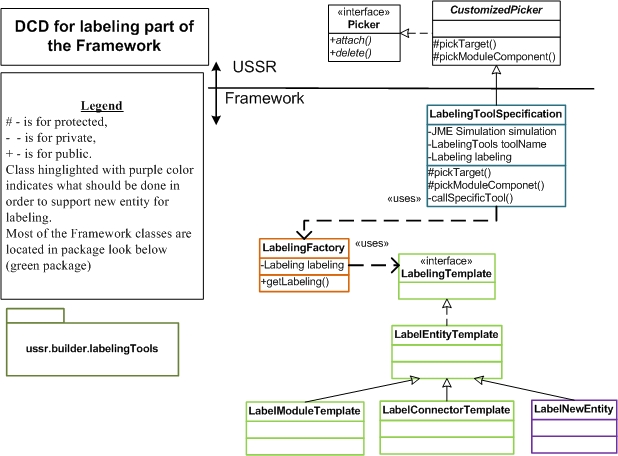 DCD for labeling part of
the Framework
Legend
# - is for protected,
- - is for private,
+ - is for public.
Class hinglighted with purple color
indicates what should be done in
order to support new entity for
labeling.
Most of the Framework classes are
located in package look below
(green package)
ussr.builder.labelingTools
«interface»
Picker
+attach()
+delete()
CustomizedPicker
#pickTarget()
#pickModuleComponent()
USSR
Framework
LabelingToolSpecification
-JME Simulation simulation
-LabelingTools toolName
-Labeling labeling
#pickTarget()
#pickModuleComponet()
-callSpecificTool()
«uses»
LabelingFactory
-Labeling labeling
+getLabeling()
«uses»
«interface»
LabelingTemplate
LabelEntityTemplate
LabelModuleTemplate
LabelConnectorTemplate
LabelNewEntity